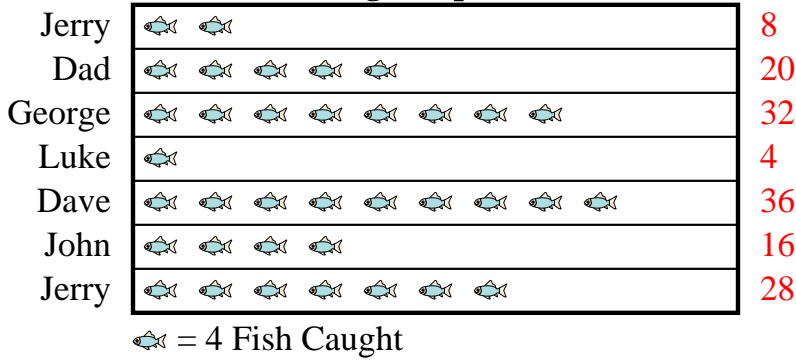 Jerry 8
Dad 20
George 32
Luke 4
Dave 36
John 16
Jerry 28
= 4 Fish Caught